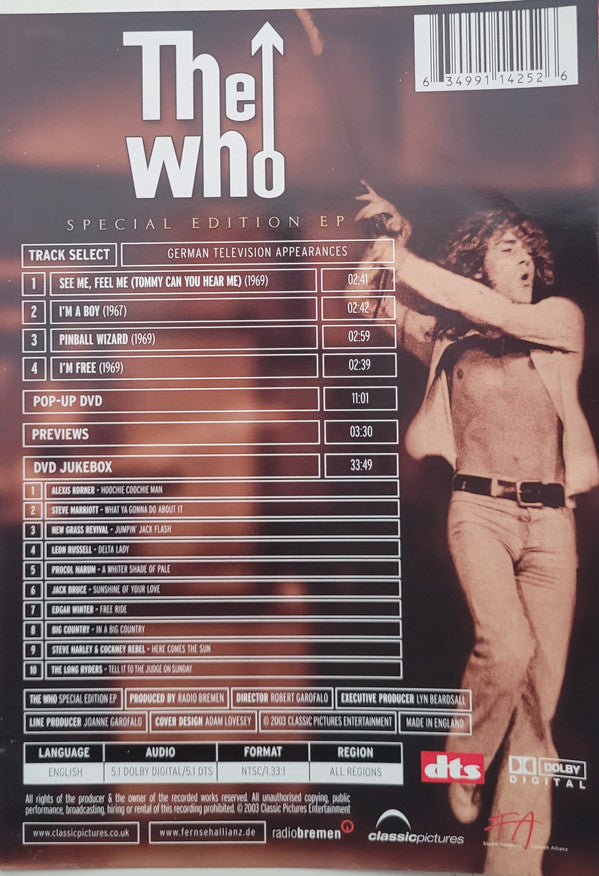 The
who
6 34991 14252 6
SPECIAL EDITION EP
TRACK SELECT GERMAN TELEVISION APPEARANCES
1 SEE ME, FEEL ME (TOMMY CAN YOU HEAR ME) (1969) 02:41
2 I'M A BOY (1967) 02:42
3 PINBALL WIZARD (1969) 02:59
4 I'M FREE (1969) 02:39
POP-UP DVD 11:01
PREVIEWS 03:30
DVD JUKEBOX 33:49
1 ALEXIS KORNER - HOOCHIE COOCHIE MAN
2 STEVE MARRIOTT - WHAT YA GONNA DO ABOUT IT
3 NEW GRASS REVIVAL - JUMPIN' JACK FLASH
4 LEON RUSSELL - DELTA LADY
5 PROCOL HARUM - A WHITER SHADE OF PALE
6 JACK BRUCE - SUNSHINE OF YOUR LOVE
7 EDGAR WINTER - FREE RIDE
8 BIG COUNTRY - IN A BIG COUNTRY
9 STEVE HARLEY & COCKNEY REBEL - HERE COMES THE SUN
10 THE LONG RYDERS - TELL IT TO THE JUDGE ON SUNDAY
THE WHO SPECIAL EDITION EP PRODUCED BY RADIO BREMEN DIRECTOR ROBERT GAROFALO EXECUTIVE PRODUCER LYN BEARDSALL
LINE PRODUCER JOANNE GAROFALO COVER DESIGN ADAM LOVESEY © 2003 CLASSIC PICTURES ENTERTAINMENT MADE IN ENGLAND
LANGUAGE AUDIO FORMAT REGION
ENGLISH 5.1 DOLBY DIGITAL/5.1 DTS NTSC/1.33:1 ALL REGIONS
dts
DOLBY
DIGITAL
All rights of the producer & the owner of the recorded works reserved. All unauthorised copying, public
performance, broadcasting, hiring or rental of this recording prohibited. © 2003 Classic Pictures Entertainment
www.classicpictures.co.uk www.fernsehallianz.de radiobremen classicpictures
FA
Studio Hamburg Fernseh Allianz